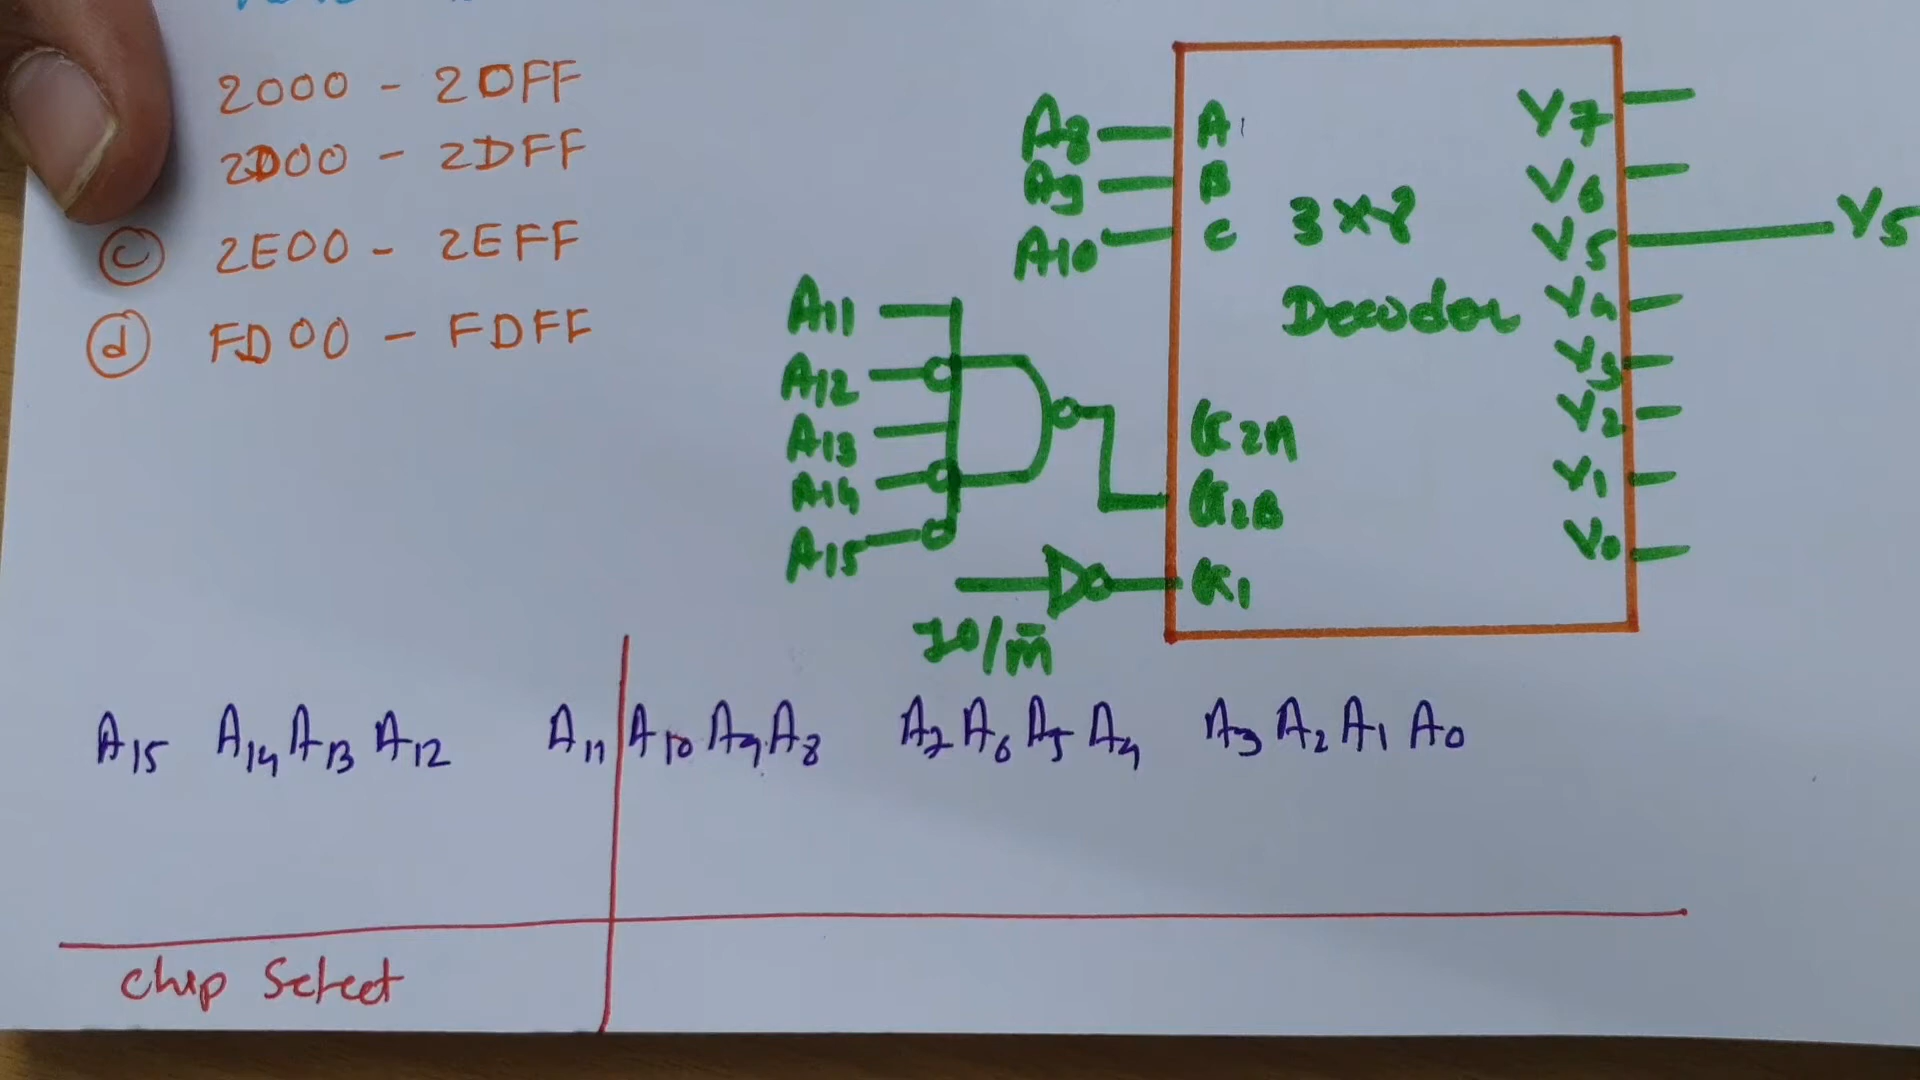 2000 - 20FF
2D00 - 2DFF
c 2E00 - 2EFF
d FD00 - FDFF
A8 A Y7
A9 B 3x8 Y6
A10 C Y5 Y5
A11 Decoder Y4
A12 Y3
A13 G2A Y2
A14 G2B Y1
A15 G1 Y0
IO/m̅
A15 A14 A13 A12 A11 A10 A9 A8 A7 A6 A5 A4 A3 A2 A1 A0
Chip Select